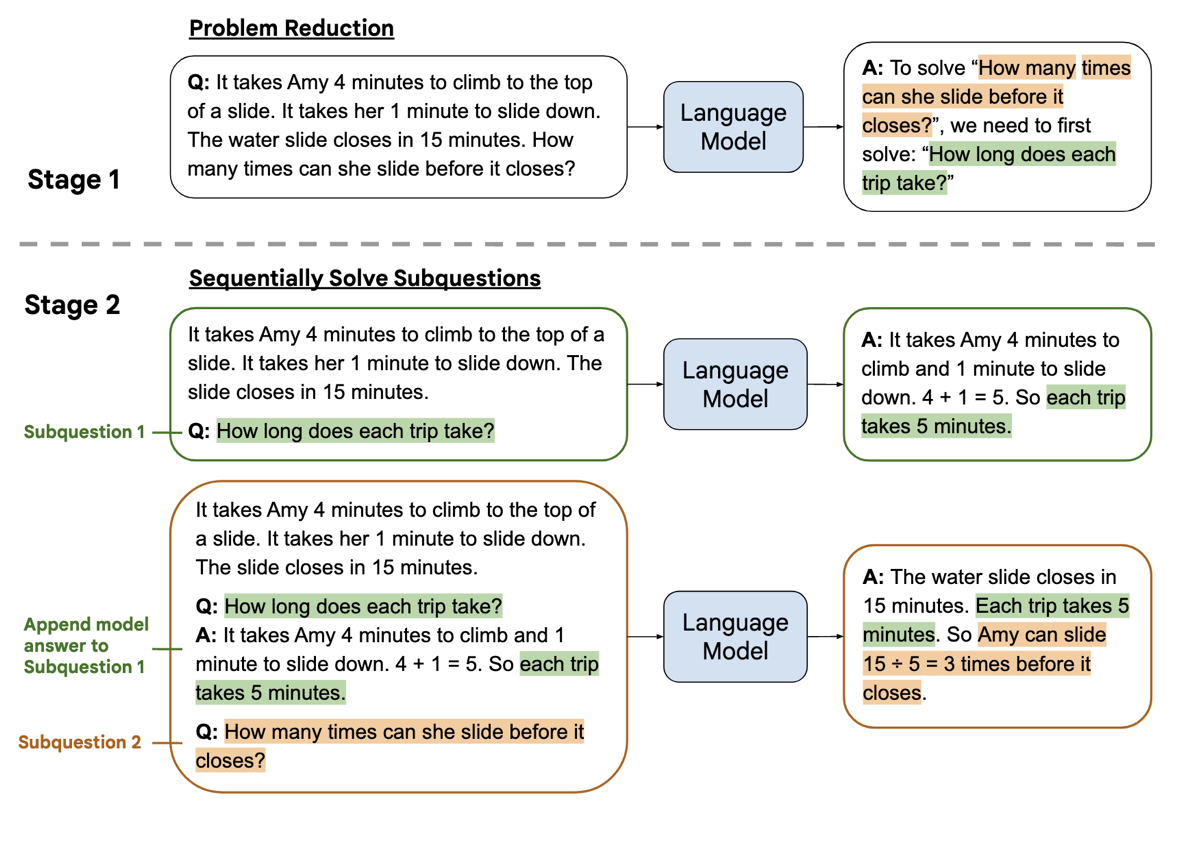 Problem Reduction
Q: It takes Amy 4 minutes to climb to the top
of a slide. It takes her 1 minute to slide down.
The water slide closes in 15 minutes. How
many times can she slide before it closes?
Language
Model
A: To solve “How many times
can she slide before it
closes?”, we need to first
solve: “How long does each
trip take?”
Stage 1
Sequentially Solve Subquestions
Stage 2
It takes Amy 4 minutes to climb to the top of a
slide. It takes her 1 minute to slide down. The
slide closes in 15 minutes.
Subquestion 1
Q: How long does each trip take?
Language
Model
A: It takes Amy 4 minutes to
climb and 1 minute to slide
down. 4 + 1 = 5. So each trip
takes 5 minutes.
It takes Amy 4 minutes to climb to the top of
a slide. It takes her 1 minute to slide down.
The slide closes in 15 minutes.
Q: How long does each trip take?
Append model
answer to
Subquestion 1
A: It takes Amy 4 minutes to climb and 1
minute to slide down. 4 + 1 = 5. So each trip
takes 5 minutes.
Subquestion 2
Q: How many times can she slide before it
closes?
Language
Model
A: The water slide closes in
15 minutes. Each trip takes 5
minutes. So Amy can slide
15 ÷ 5 = 3 times before it
closes.